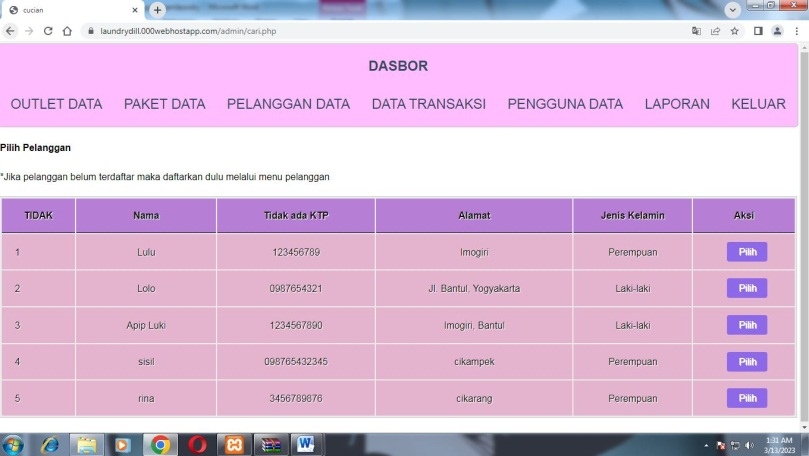 cucian
laundrydill.000webhostapp.com/admin/cari.php
DASBOR
OUTLET DATA PAKET DATA PELANGGAN DATA DATA TRANSAKSI PENGGUNA DATA LAPORAN KELUAR
Pilih Pelanggan
*Jika pelanggan belum terdaftar maka daftarkan dulu melalui menu pelanggan
TIDAK Nama Tidak ada KTP Alamat Jenis Kelamin Aksi
1 Lulu 123456789 Imogiri Perempuan Pilih
2 Lolo 0987654321 Jl. Bantul, Yogyakarta Laki-laki Pilih
3 Apip Luki 1234567890 Imogiri, Bantul Laki-laki Pilih
4 sisil 098765432345 cikampek Perempuan Pilih
5 rina 3456789876 cikarang Perempuan Pilih
1:31 AM
3/13/2023